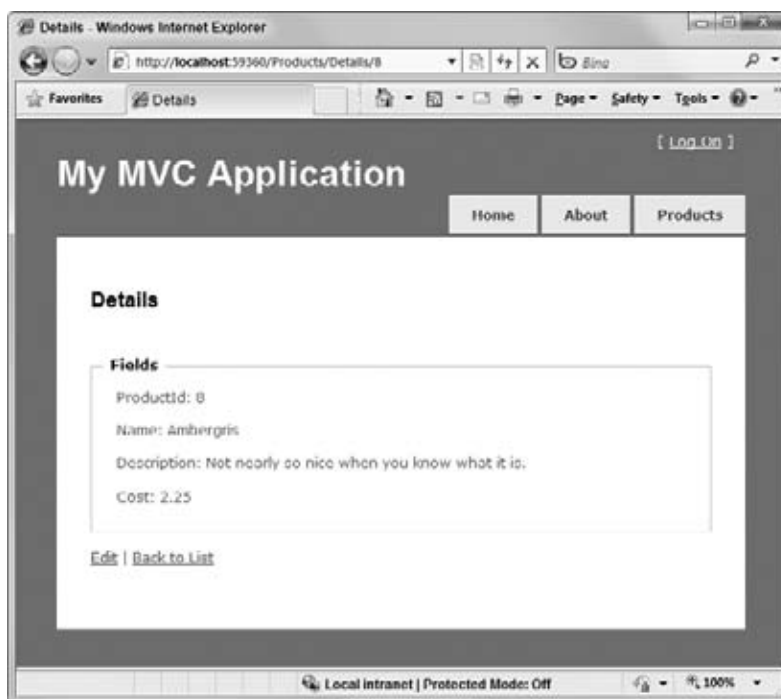 Details - Windows Internet Explorer
http://localhost:59360/Products/Details/8
Bing
Favorites Details Page Safety Tools
[ Log On ]
My MVC Application
Home About Products
Details
Fields
ProductId: 8
Name: Ambergris
Description: Not nearly so nice when you know what it is.
Cost: 2.25
Edit | Back to List
Local intranet | Protected Mode: Off 100%